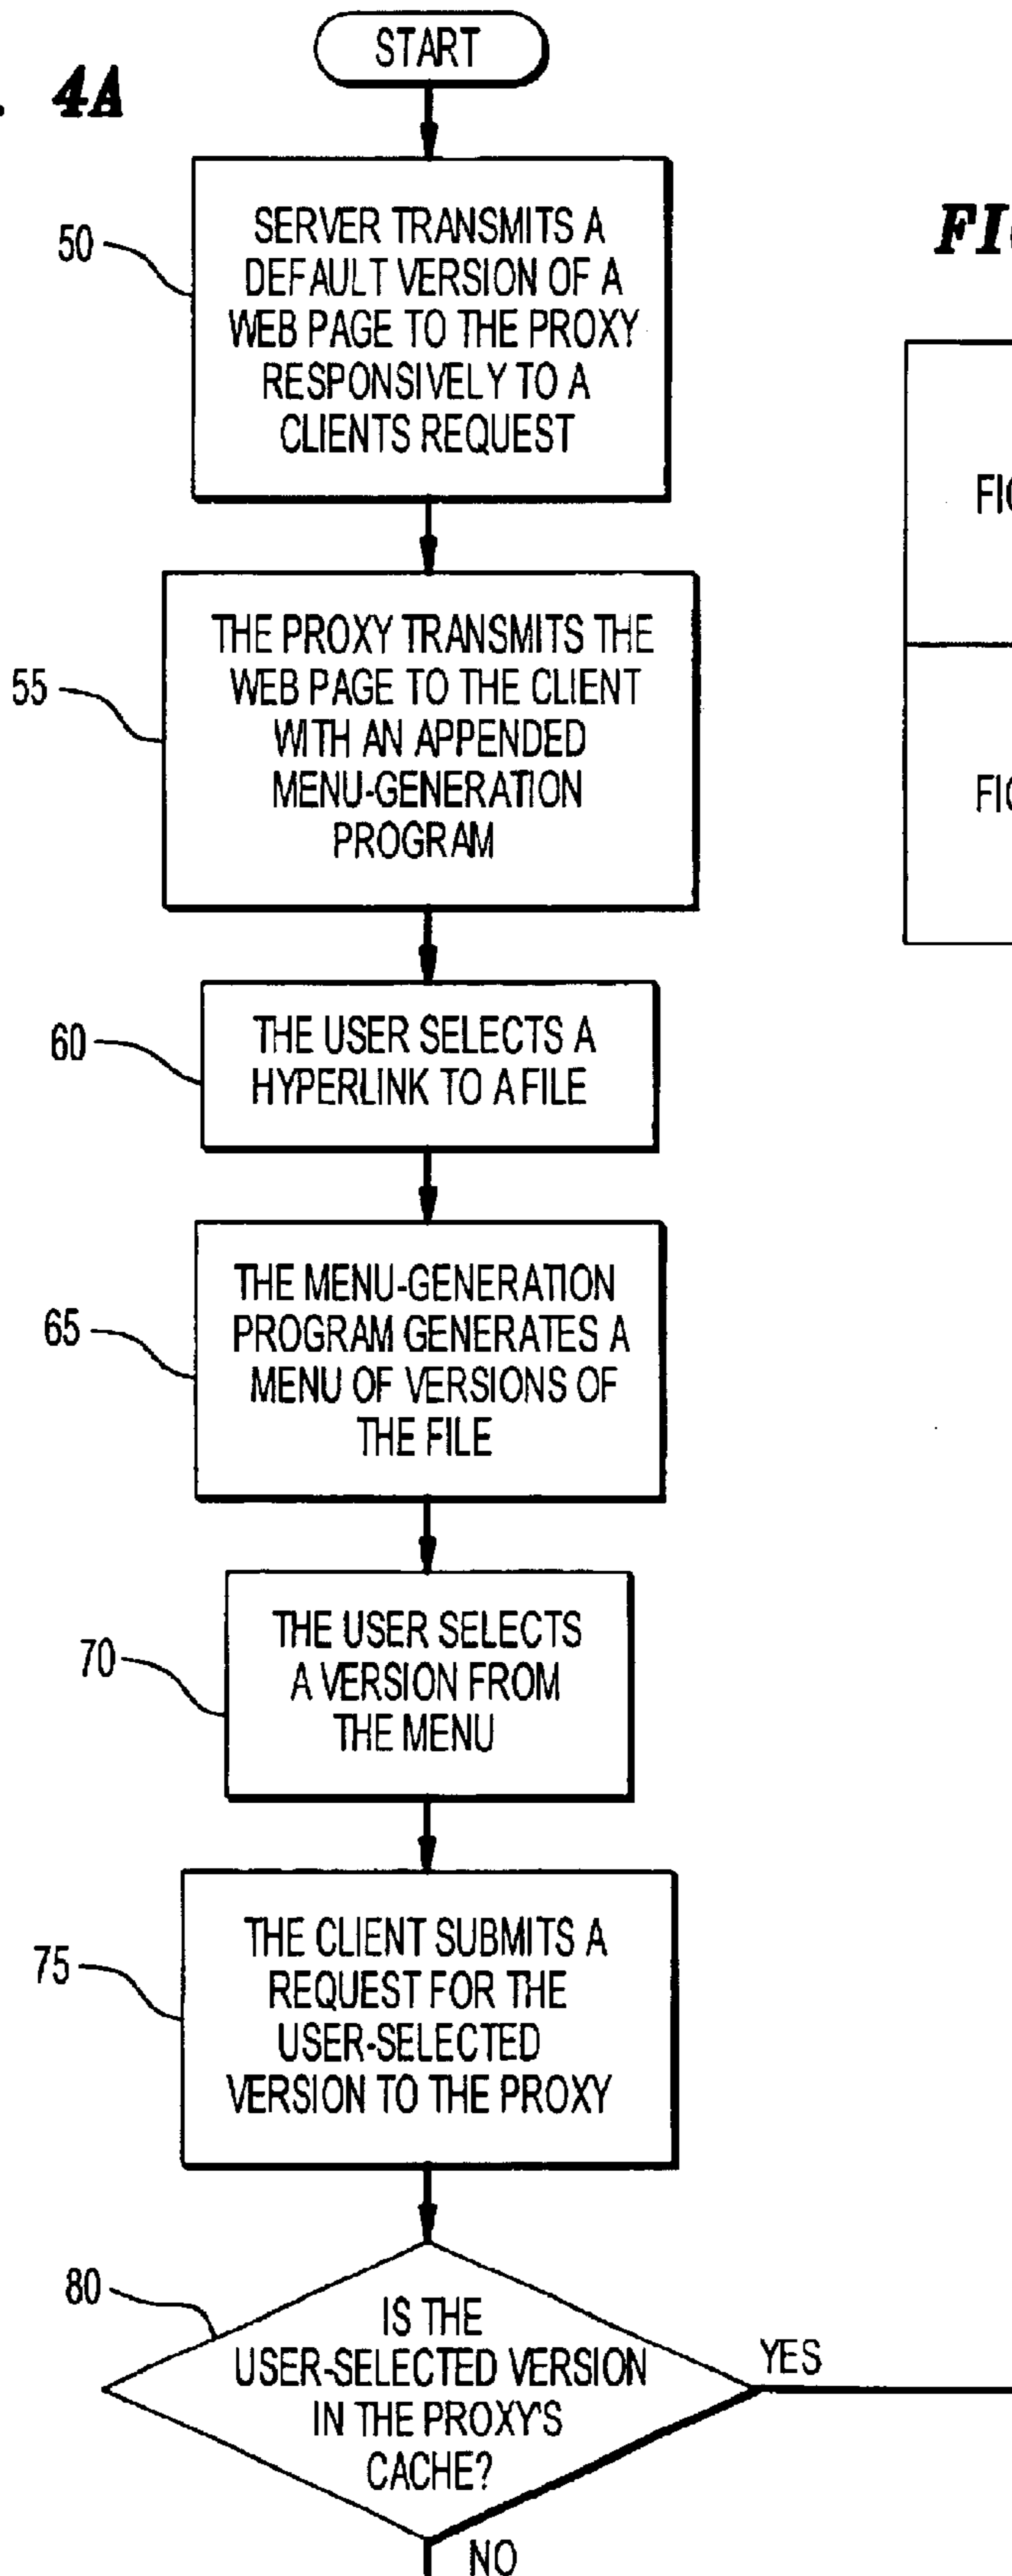 4A
START
50
SERVER TRANSMITS A
DEFAULT VERSION OF A
WEB PAGE TO THE PROXY
RESPONSIVELY TO A
CLIENTS REQUEST
55
THE PROXY TRANSMITS THE
WEB PAGE TO THE CLIENT
WITH AN APPENDED
MENU-GENERATION
PROGRAM
60
THE USER SELECTS A
HYPERLINK TO A FILE
65
THE MENU-GENERATION
PROGRAM GENERATES A
MENU OF VERSIONS OF
THE FILE
70
THE USER SELECTS
A VERSION FROM
THE MENU
75
THE CLIENT SUBMITS A
REQUEST FOR THE
USER-SELECTED
VERSION TO THE PROXY
80
IS THE
USER-SELECTED VERSION
IN THE PROXY'S
CACHE?
YES
NO